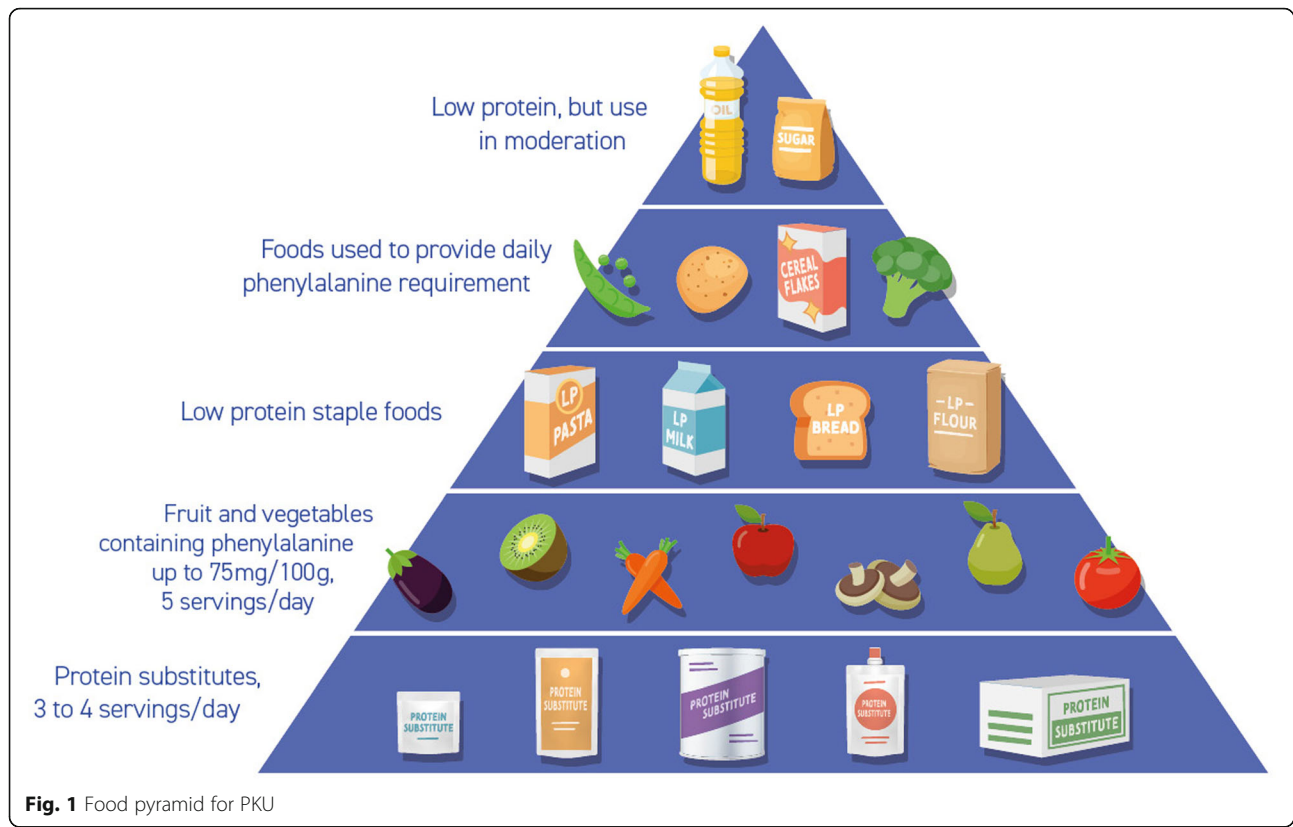 Low protein, but use
in moderation
OIL
SUGAR
Foods used to provide daily
phenylalanine requirement
CEREAL
FLAKES
Low protein staple foods
LP
PASTA
LP
MILK
LP
BREAD
-LP-
FLOUR
Fruit and vegetables
containing phenylalanine
up to 75mg/100g,
5 servings/day
Protein substitutes,
3 to 4 servings/day
PROTEIN
SUBSTITUTE
PROTEIN
SUBSTITUTE
PROTEIN
SUBSTITUTE
PROTEIN
SUBSTITUTE
PROTEIN
SUBSTITUTE
Fig. 1 Food pyramid for PKU